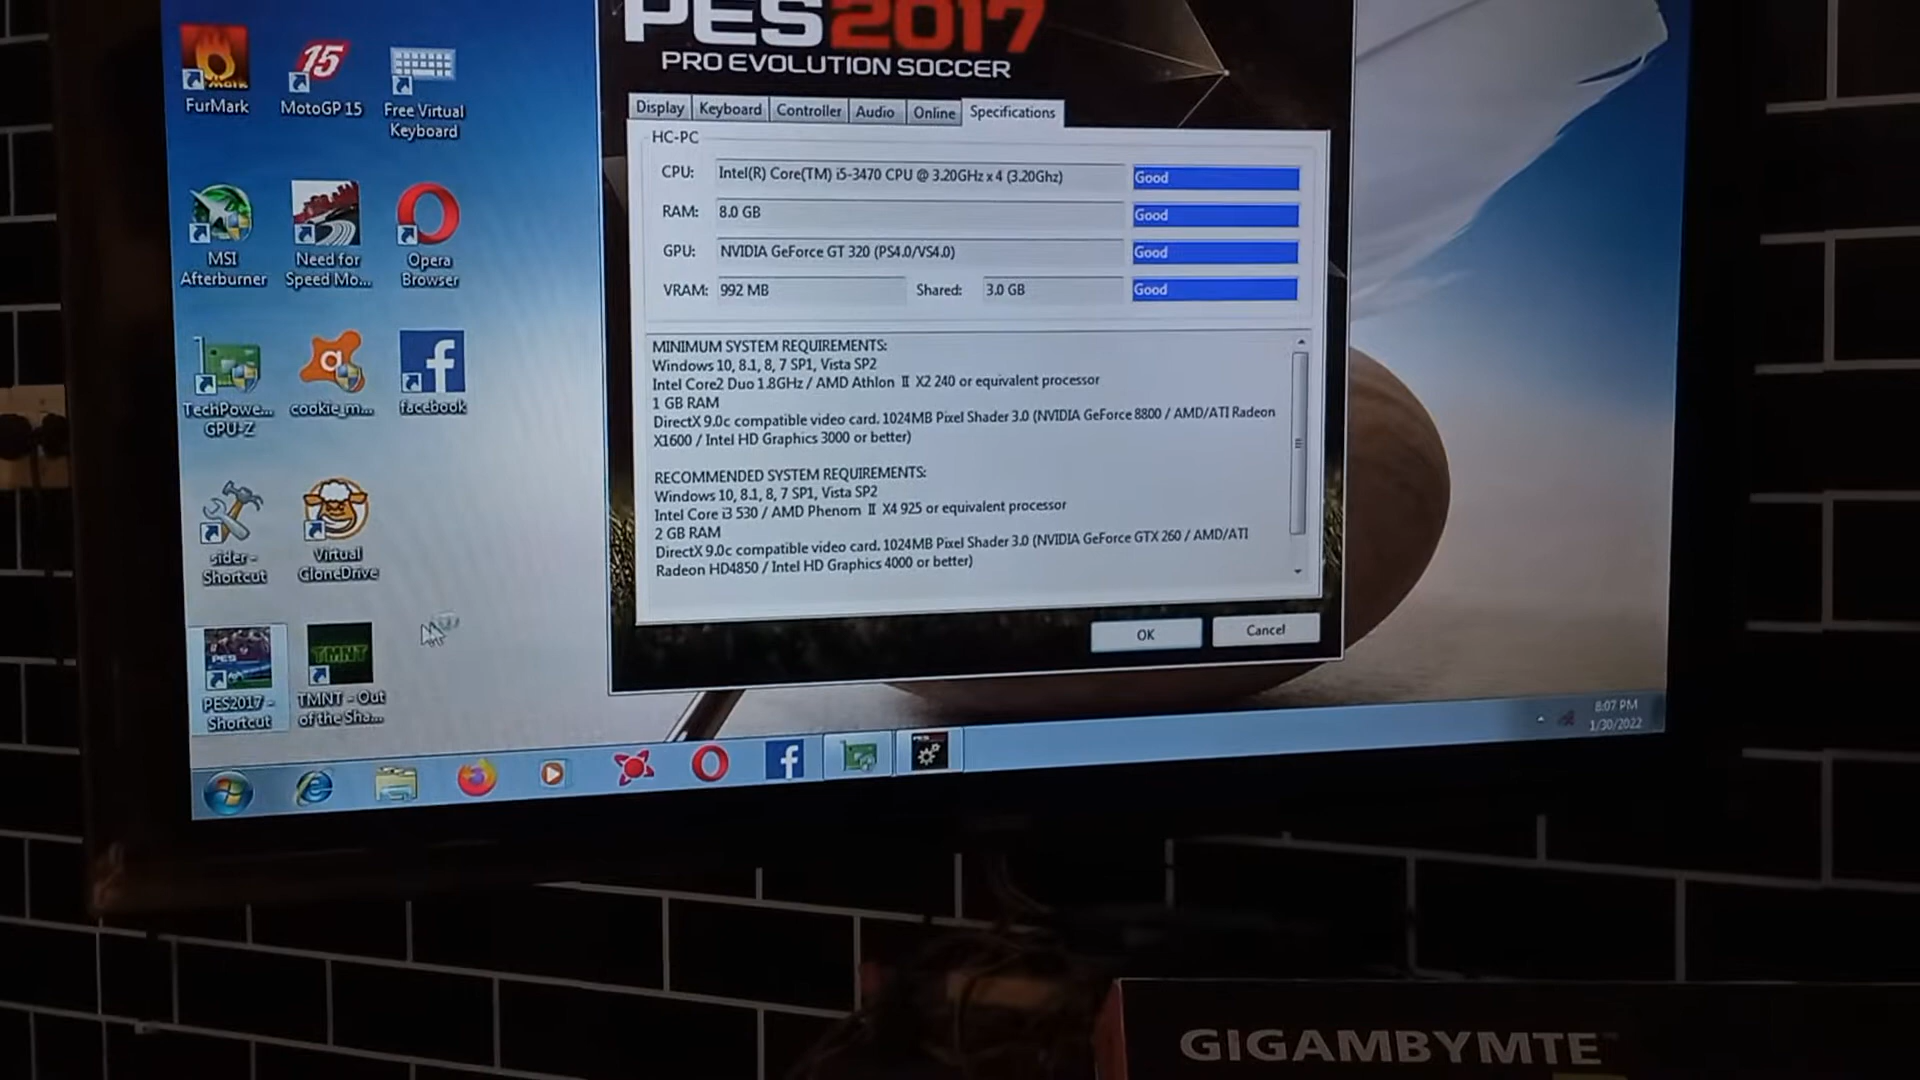 PES 2017
PRO EVOLUTION SOCCER
Display Keyboard Controller Audio Online Specifications
HC-PC
CPU: Intel(R) Core(TM) i5-3470 CPU @ 3.20GHz x 4 (3.20Ghz) Good
RAM: 8.0 GB Good
GPU: NVIDIA GeForce GT 320 (PS4.0/VS4.0) Good
VRAM: 992 MB Shared: 3.0 GB Good
MINIMUM SYSTEM REQUIREMENTS:
Windows 10, 8.1, 8, 7 SP1, Vista SP2
Intel Core2 Duo 1.8GHz / AMD Athlon II X2 240 or equivalent processor
1 GB RAM
DirectX 9.0c compatible video card. 1024MB Pixel Shader 3.0 (NVIDIA GeForce 8800 / AMD/ATI Radeon
X1600 / Intel HD Graphics 3000 or better)
RECOMMENDED SYSTEM REQUIREMENTS:
Windows 10, 8.1, 8, 7 SP1, Vista SP2
Intel Core i3 530 / AMD Phenom II X4 925 or equivalent processor
2 GB RAM
DirectX 9.0c compatible video card. 1024MB Pixel Shader 3.0 (NVIDIA GeForce GTX 260 / AMD/ATI
Radeon HD4850 / Intel HD Graphics 4000 or better)
OK Cancel
FurMark
MotoGP 15
Free Virtual
Keyboard
MSI
Afterburner
Need for
Speed Mo...
Opera
Browser
TechPowe...
GPU-Z
cookie_m...
facebook
sider -
Shortcut
Virtual
CloneDrive
PES2017 -
Shortcut
TMNT
TMNT - Out
of the Sha...
8:07 PM
1/30/2022
GIGAMBYMTE